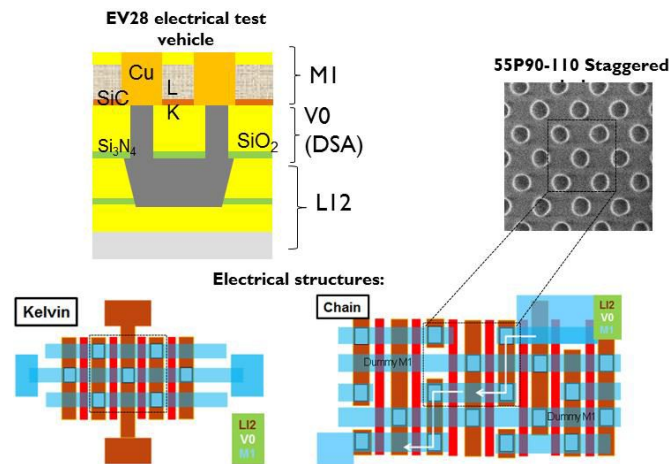 EV28 electrical test
vehicle
Cu
SiC
L
K
Si3N4
SiO2
M1
V0
(DSA)
LI2
55P90-110 Staggered
Electrical structures:
Kelvin
LI2
V0
M1
Chain
LI2
V0
M1
Dummy M1
Dummy M1